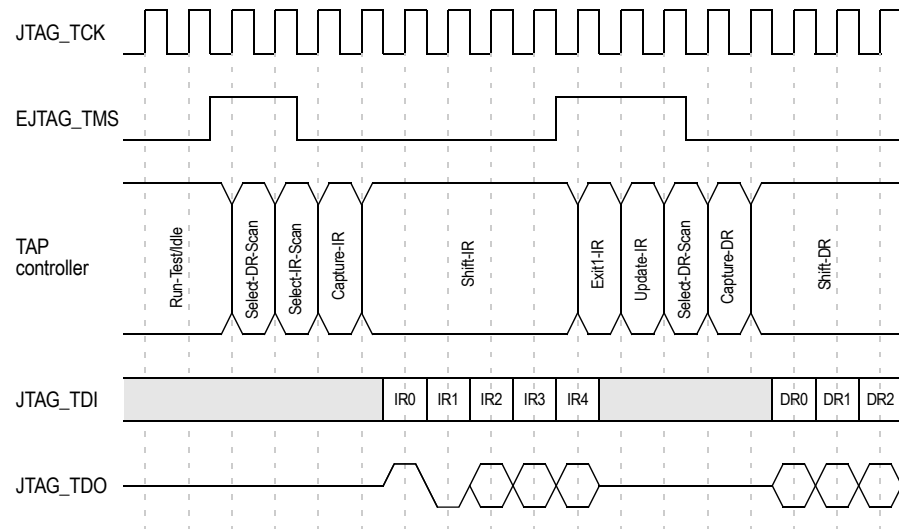 JTAG_TCK
EJTAG_TMS
TAP
controller
Run-Test/Idle
Select-DR-Scan
Select-IR-Scan
Capture-IR
Shift-IR
Exit1-IR
Update-IR
Select-DR-Scan
Capture-DR
Shift-DR
JTAG_TDI
IR0 IR1 IR2 IR3 IR4 DR0 DR1 DR2
JTAG_TDO